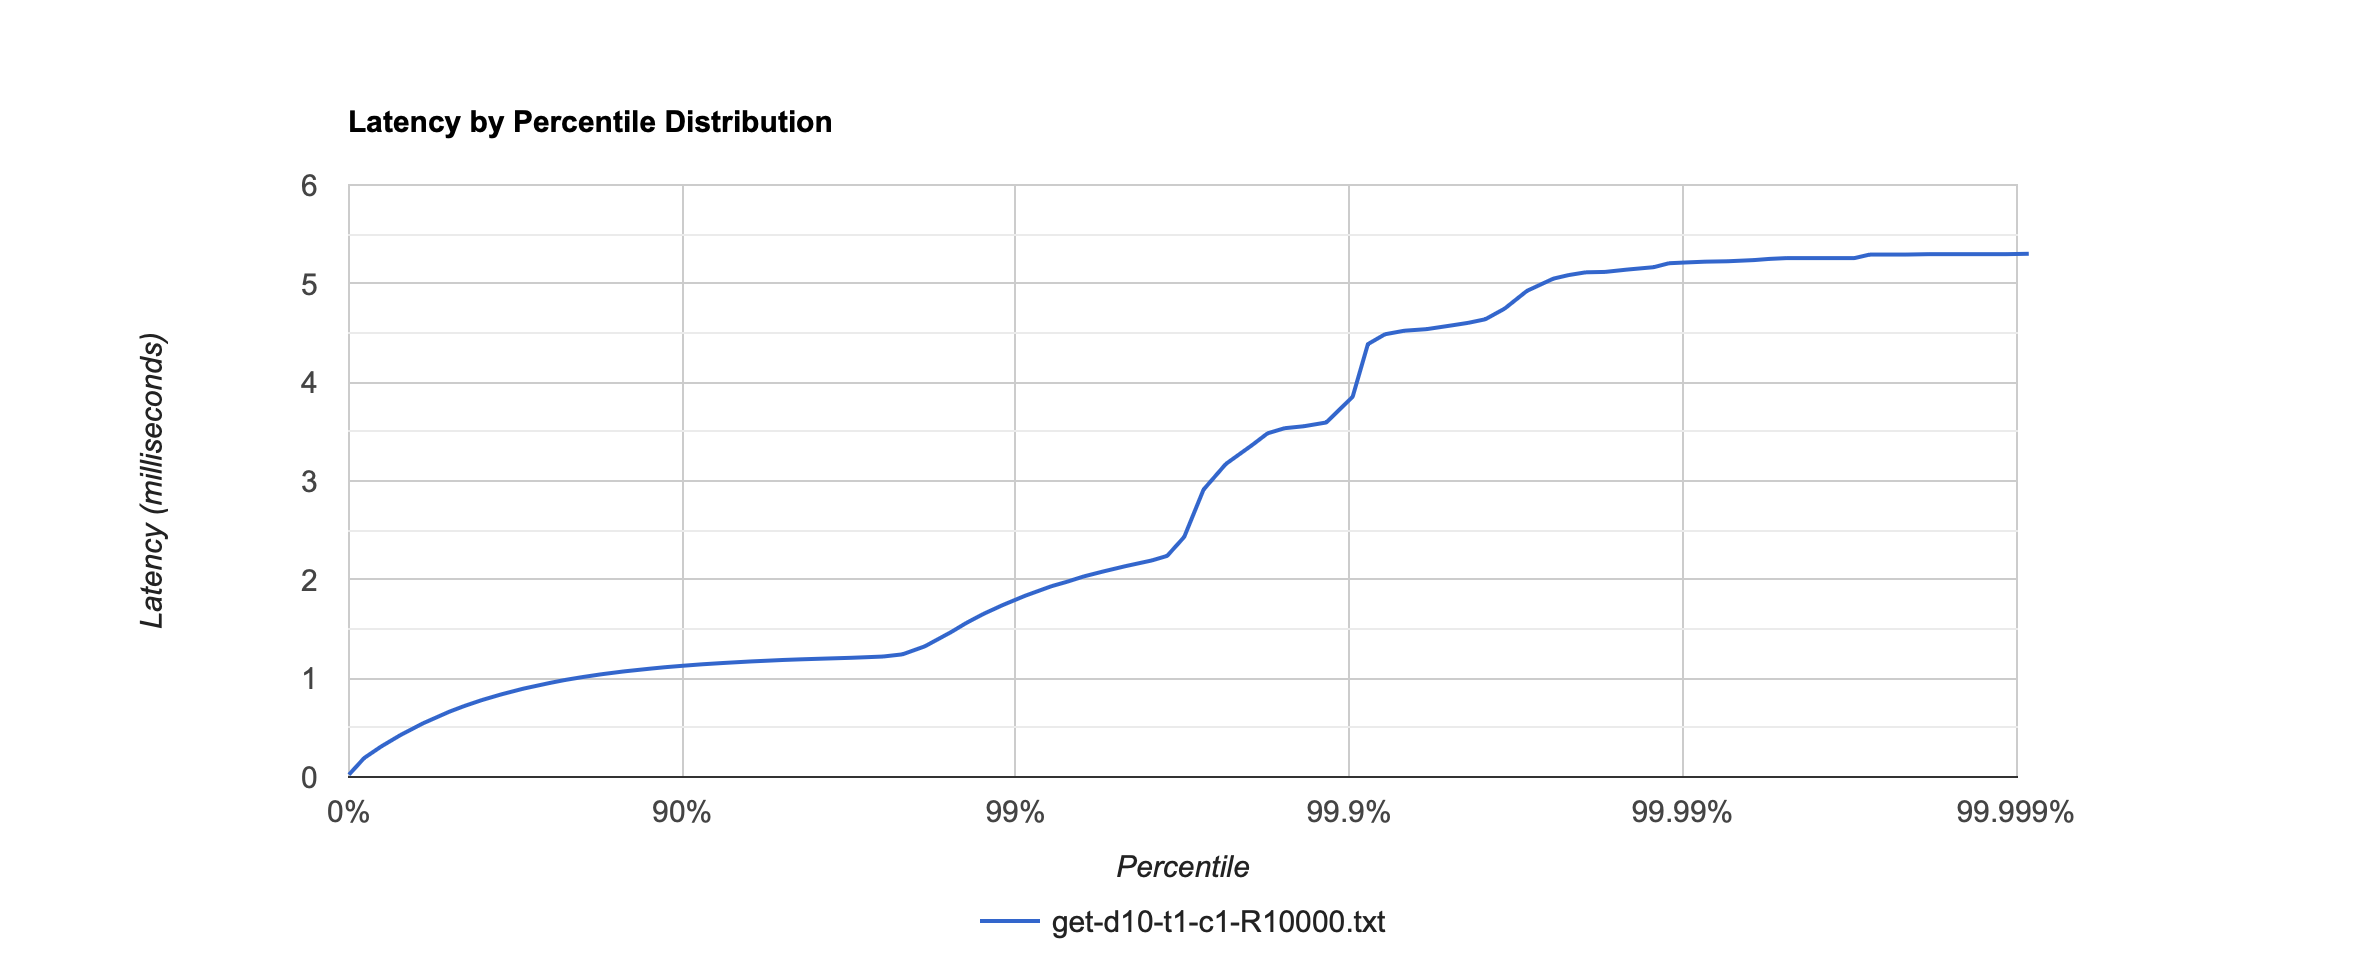 Latency by Percentile Distribution
6
5
4
3
2
1
0
Latency (milliseconds)
0% 90% 99% 99.9% 99.99% 99.999%
Percentile
get-d10-t1-c1-R10000.txt